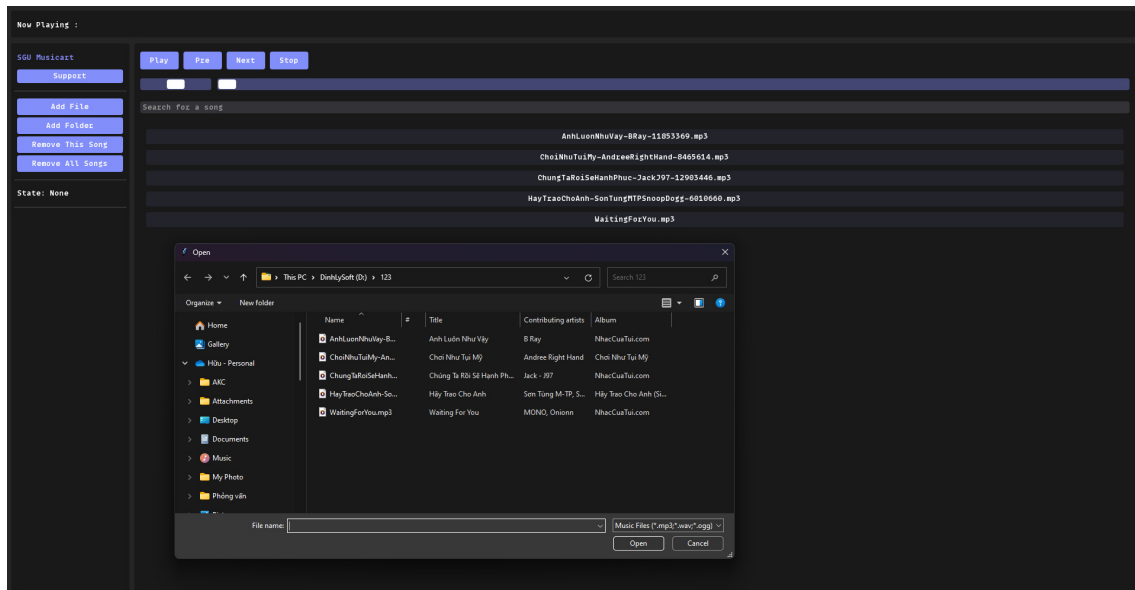 Now Playing :
SGU Musicart
Support
Add File
Add Folder
Remove This Song
Remove All Songs
State: None
Play Pre Next Stop
Search for a song
AnhLuonNhuVay-BRay-11853369.mp3
ChoiNhuTuiMy-AndreeRightHand-8465614.mp3
ChungTaRoiSeHanhPhuc-JackJ97-12903446.mp3
HayTraoChoAnh-SonTungMTPSnoopDogg-6010660.mp3
WaitingForYou.mp3
Open
This PC > DinhLySoft (D:) > 123
Search 123
Organize New folder
Home
Gallery
Hữu - Personal
AKC
Attachments
Desktop
Documents
Music
My Photo
Phỏng vấn
Name # Title Contributing artists Album
AnhLuonNhuVay-B... Anh Luôn Như Vậy B Ray NhacCuaTui.com
ChoiNhuTuiMy-An... Chơi Như Tụi Mỹ Andree Right Hand Chơi Như Tụi Mỹ
ChungTaRoiSeHanh... Chúng Ta Rồi Sẽ Hạnh Ph... Jack - J97 NhacCuaTui.com
HayTraoChoAnh-So... Hãy Trao Cho Anh Sơn Tùng M-TP, S... Hãy Trao Cho Anh (Si...
WaitingForYou.mp3 Waiting For You MONO, Onionn NhacCuaTui.com
File name: Music Files (*.mp3;*.wav;*.ogg)
Open Cancel